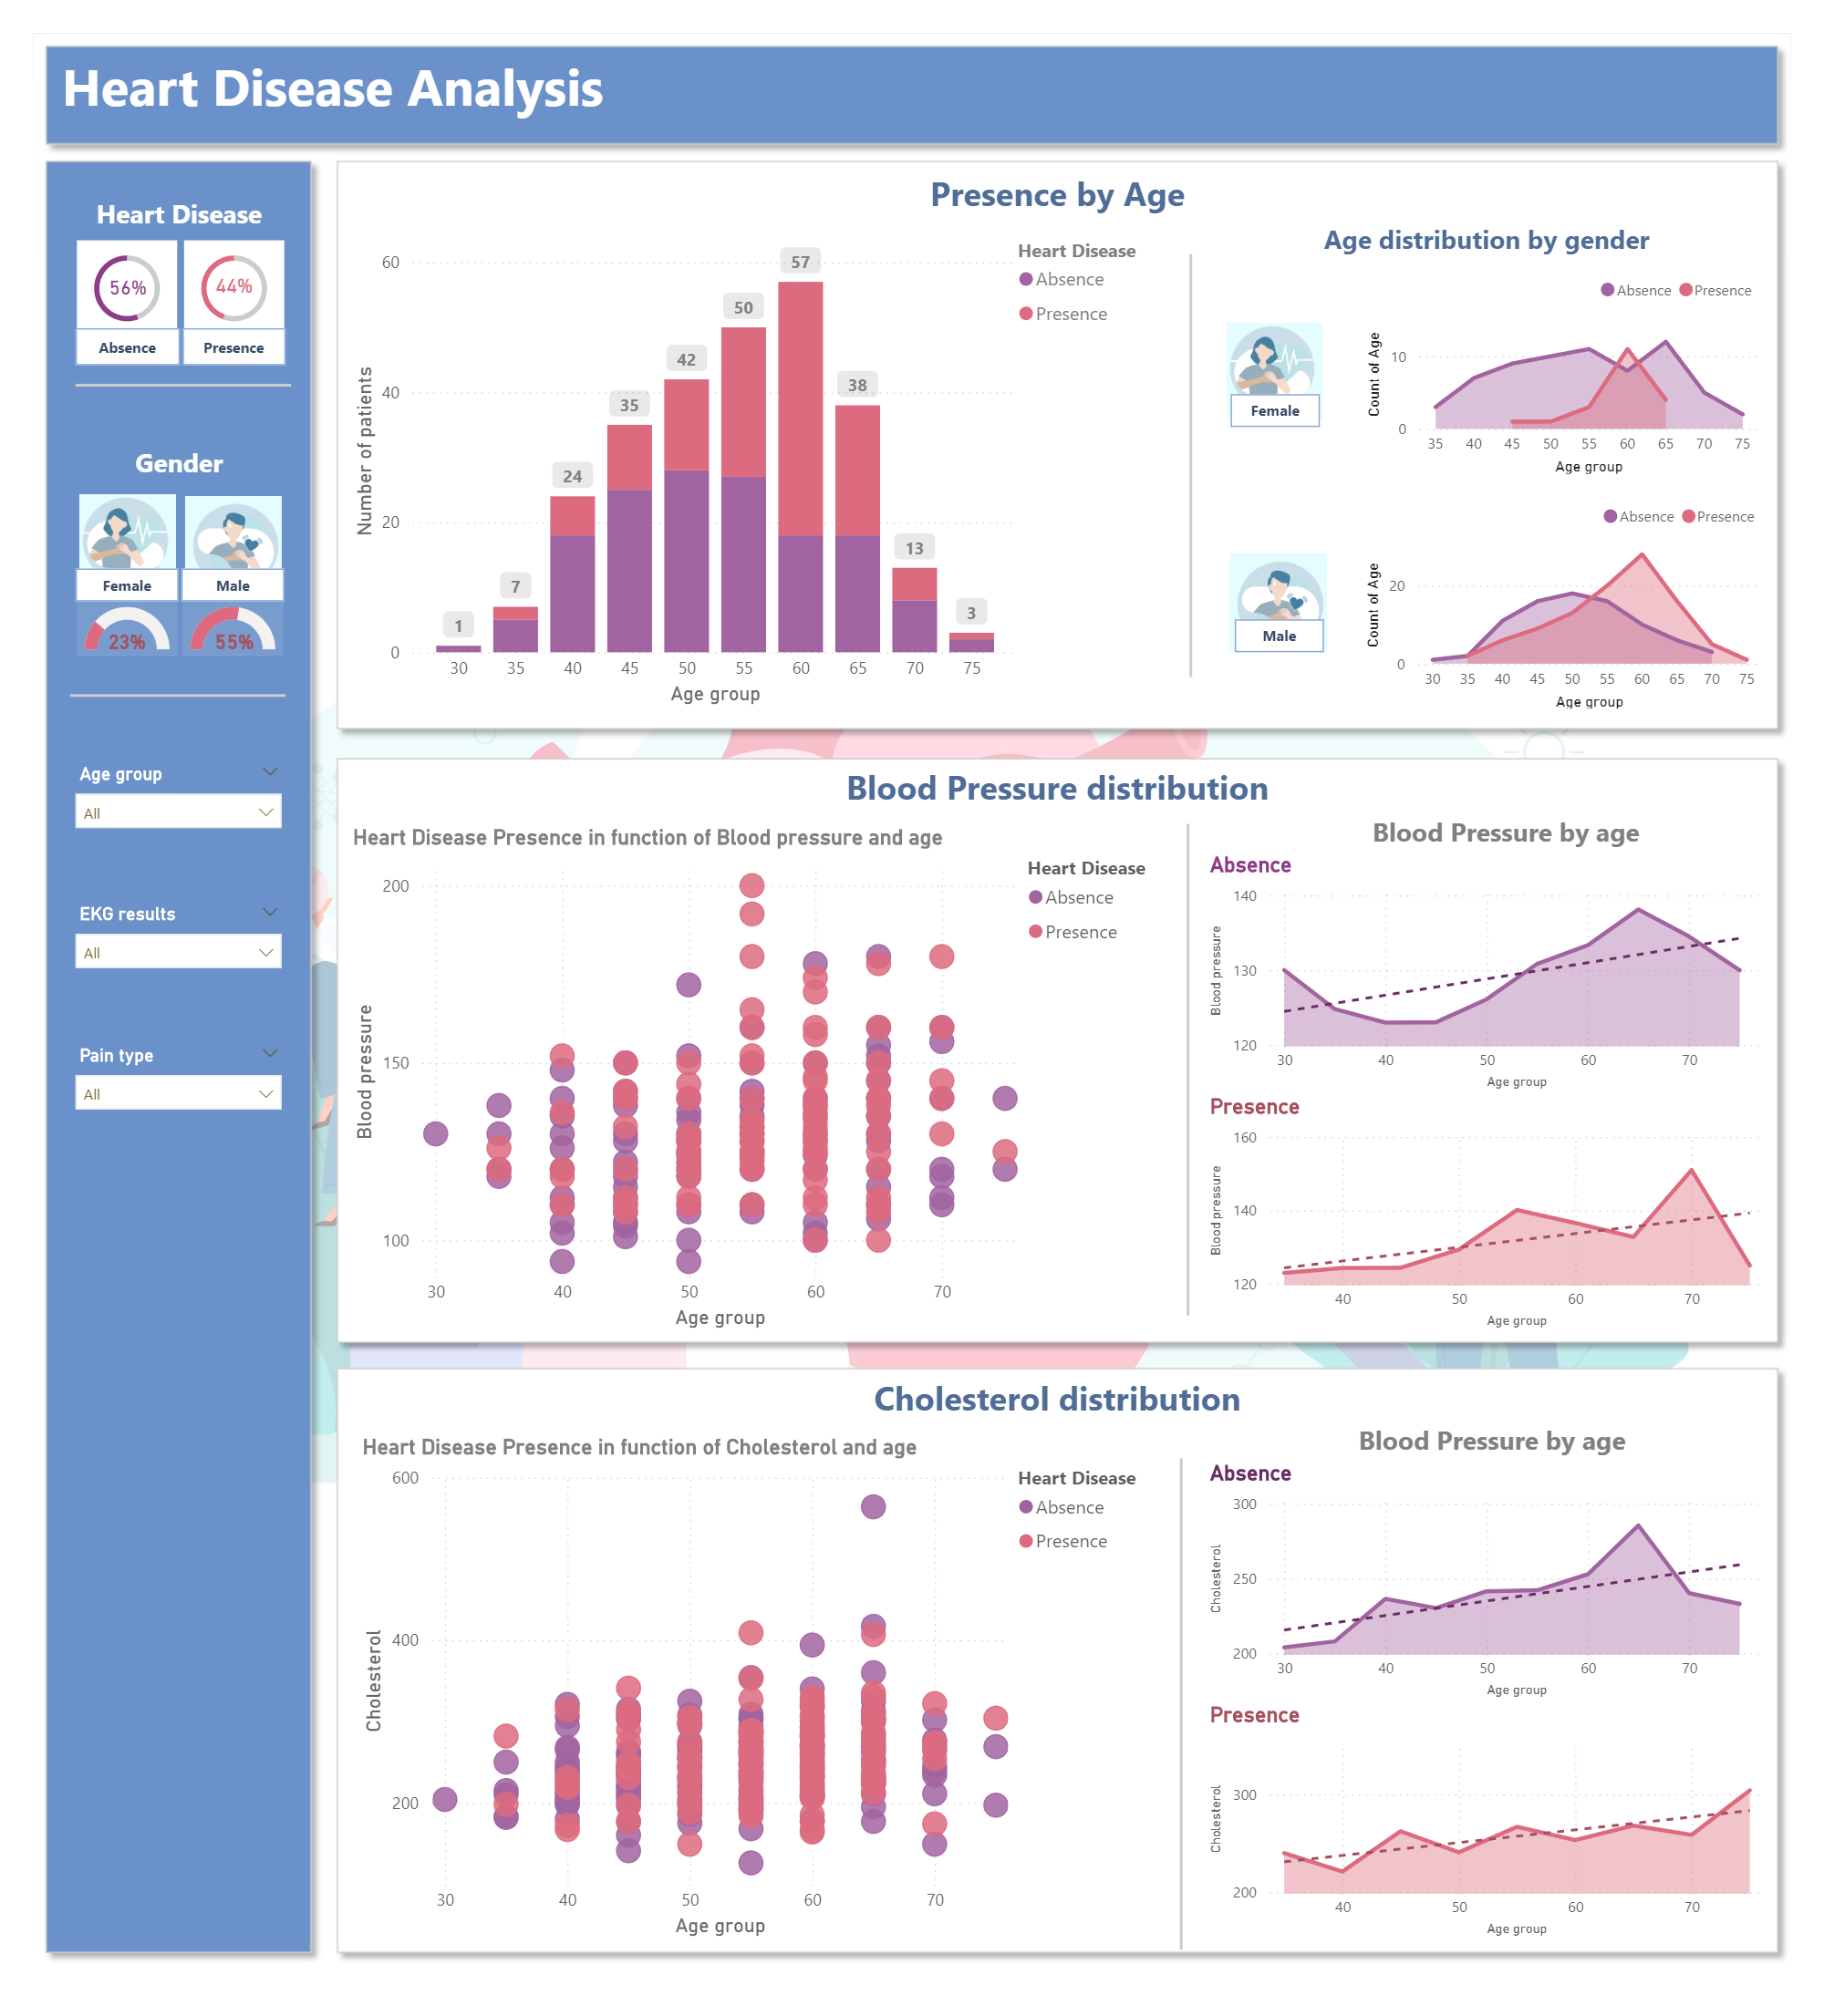 Heart Disease Analysis
Heart Disease
56%
44%
Absence
Presence
Gender
Female
Male
23%
55%
Age group
All
EKG results
All
Pain type
All
Presence by Age
Heart Disease
Absence
Presence
Number of patients
60
40
20
0
1
7
24
35
42
50
57
38
13
3
30 35 40 45 50 55 60 65 70 75
Age group
Age distribution by gender
Absence Presence
Female
Count of Age
10
0
35 40 45 50 55 60 65 70 75
Age group
Absence Presence
Male
Count of Age
20
0
30 35 40 45 50 55 60 65 70 75
Age group
Blood Pressure distribution
Heart Disease Presence in function of Blood pressure and age
Heart Disease
Absence
Presence
Blood pressure
200
150
100
30 40 50 60 70
Age group
Blood Pressure by age
Absence
Blood pressure
140
130
120
30 40 50 60 70
Age group
Presence
Blood pressure
160
140
120
40 50 60 70
Age group
Cholesterol distribution
Heart Disease Presence in function of Cholesterol and age
Heart Disease
Absence
Presence
Cholesterol
600
400
200
30 40 50 60 70
Age group
Blood Pressure by age
Absence
Cholesterol
300
250
200
30 40 50 60 70
Age group
Presence
Cholesterol
300
200
40 50 60 70
Age group